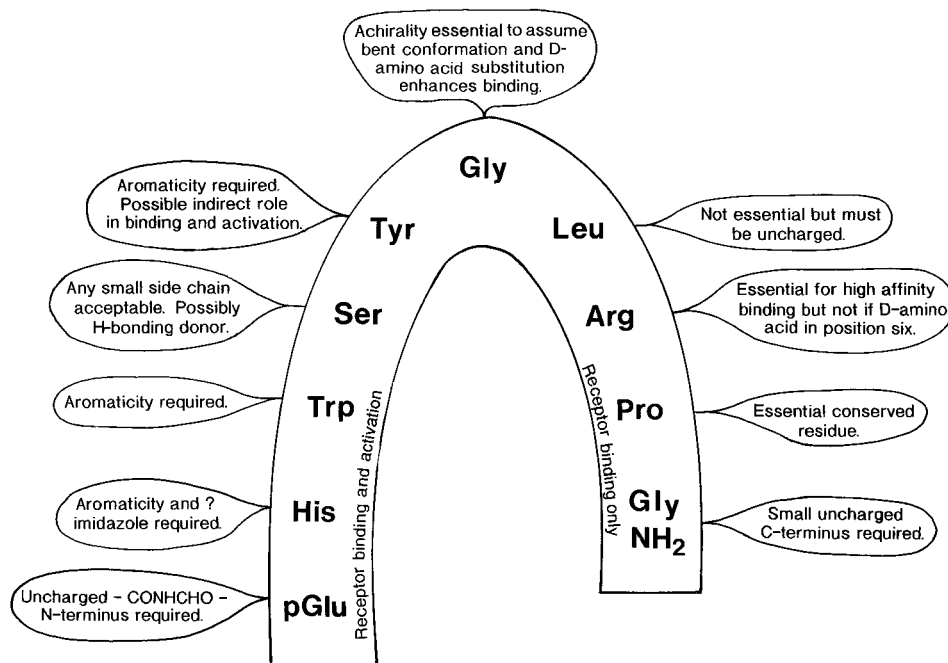 Achirality essential to assume
bent conformation and D-
amino acid substitution
enhances binding.
Gly
Aromaticity required.
Possible indirect role
in binding and activation.
Tyr
Leu
Not essential but must
be uncharged.
Any small side chain
acceptable. Possibly
H-bonding donor.
Ser
Arg
Essential for high affinity
binding but not if D-amino
acid in position six.
Aromaticity required.
Trp
Receptor binding and activation
Receptor binding only
Pro
Essential conserved
residue.
Aromaticity and ?
imidazole required.
His
Gly
NH₂
Small uncharged
C-terminus required.
Uncharged – CONHCHO –
N-terminus required.
pGlu